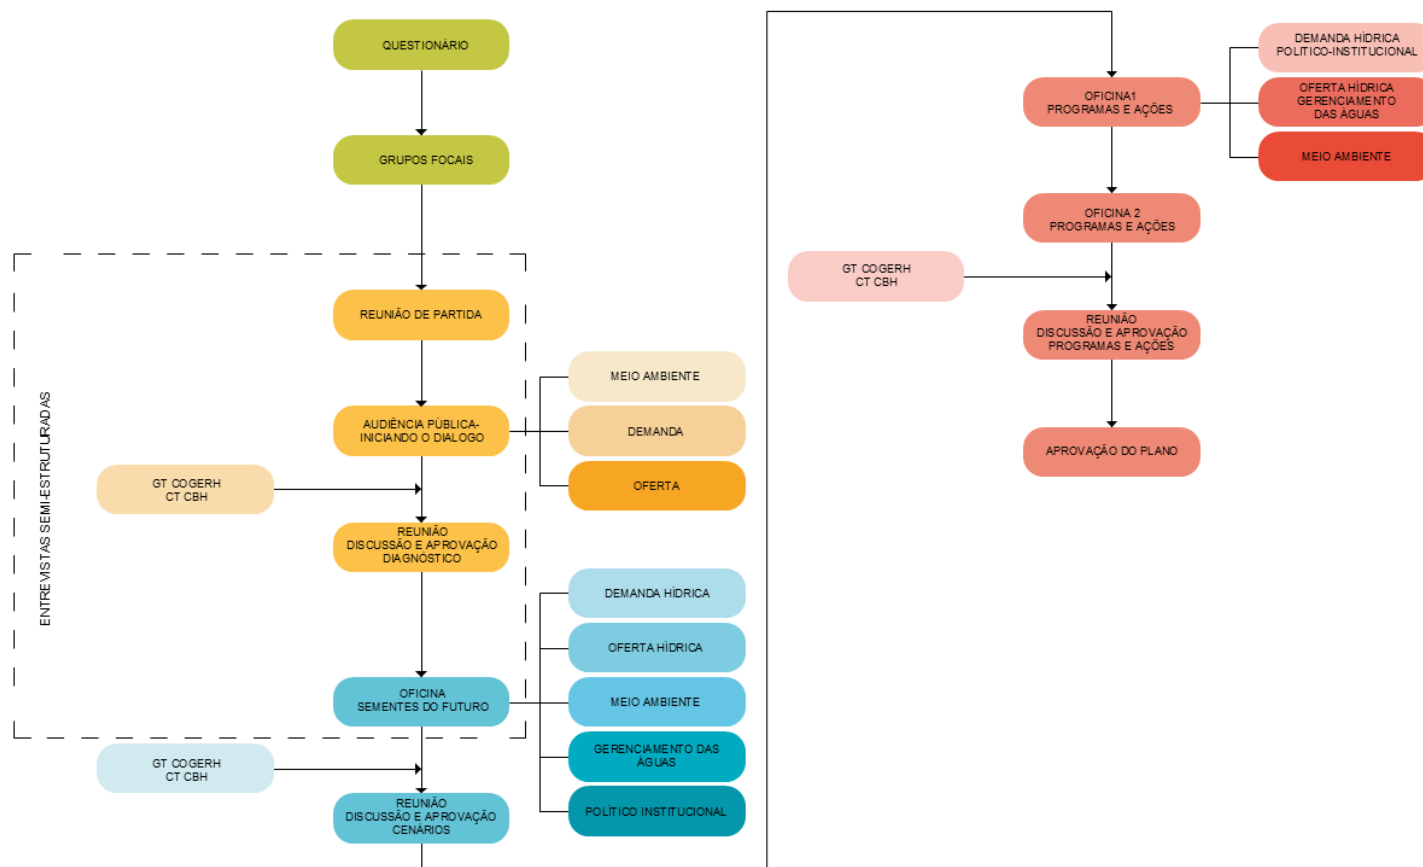 QUESTIONÁRIO
GRUPOS FOCAIS
ENTREVISTAS SEMI-ESTRUTURADAS
REUNIÃO DE PARTIDA
AUDIÊNCIA PÚBLICA-
INICIANDO O DIALOGO
MEIO AMBIENTE
DEMANDA
OFERTA
GT COGERH
CT CBH
REUNIÃO
DISCUSSÃO E APROVAÇÃO
DIAGNÓSTICO
OFICINA
SEMENTES DO FUTURO
DEMANDA HÍDRICA
OFERTA HÍDRICA
MEIO AMBIENTE
GERENCIAMENTO DAS
ÁGUAS
POLÍTICO INSTITUCIONAL
GT COGERH
CT CBH
REUNIÃO
DISCUSSÃO E APROVAÇÃO
CENÁRIOS
OFICINA1
PROGRAMAS E AÇÕES
DEMANDA HÍDRICA
POLITICO-INSTITUCIONAL
OFERTA HÍDRICA
GERENCIAMENTO
DAS ÁGUAS
MEIO AMBIENTE
OFICINA 2
PROGRAMAS E AÇÕES
GT COGERH
CT CBH
REUNIÃO
DISCUSSÃO E APROVAÇÃO
PROGRAMAS E AÇÕES
APROVAÇÃO DO PLANO